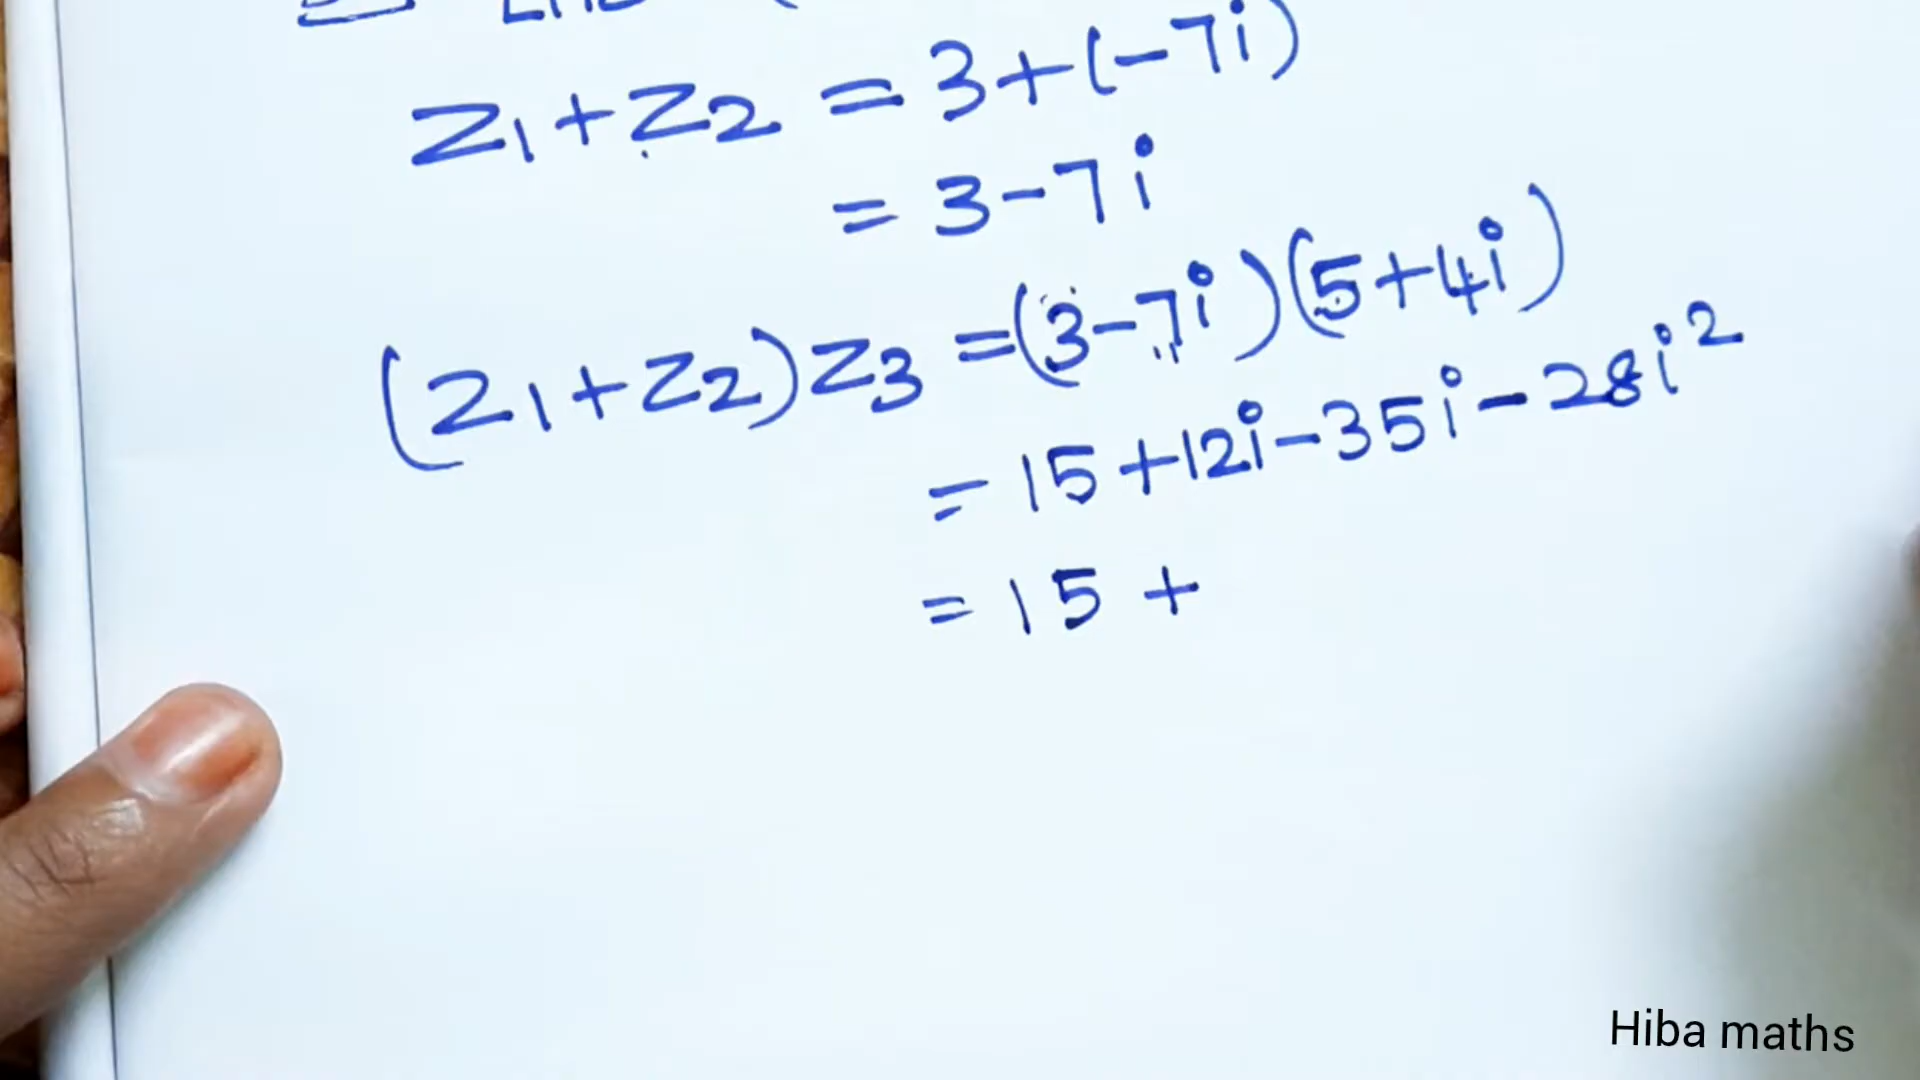 Z₁+Z₂ = 3+(-7i)
= 3-7i
(Z₁+Z₂)Z₃ =(3-7i)(5+4i)
= 15+12i-35i-28i²
= 15 +
Hiba maths